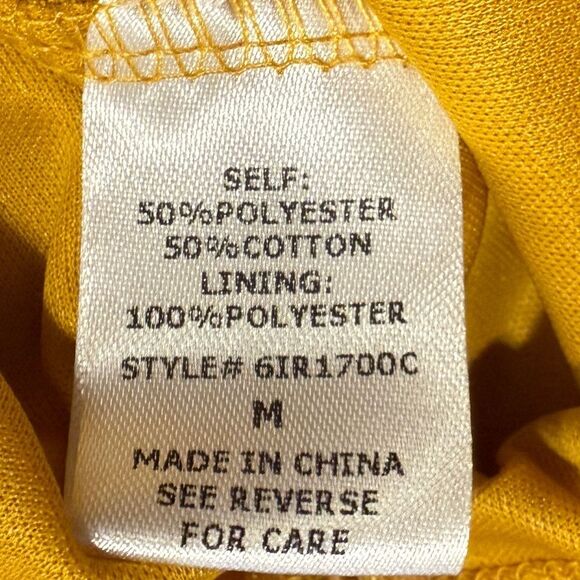 SELF:
50%POLYESTER
50%COTTON
LINING:
100%POLYESTER
STYLE# 6IR1700C
M
MADE IN CHINA
SEE REVERSE
FOR CARE